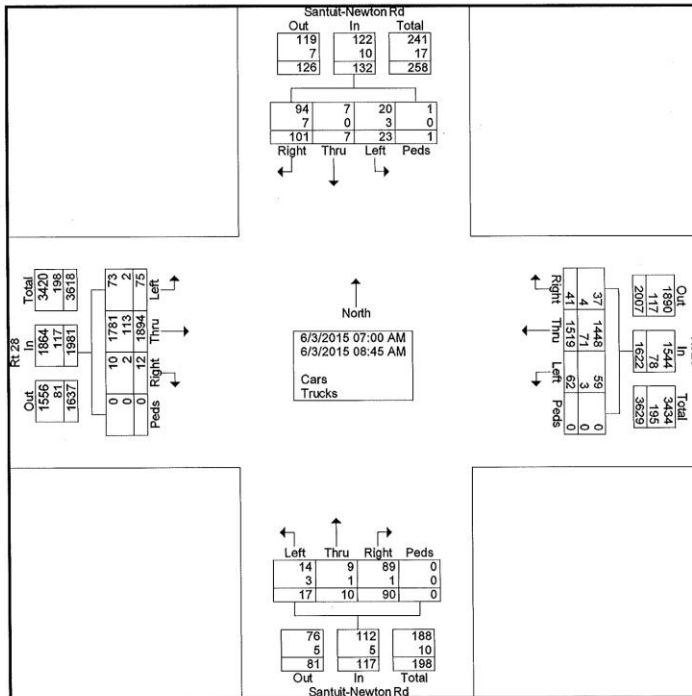 Santuit-Newton Rd
Out In Total
119 122 241
7 10 17
126 132 258
94 7 20 1
7 0 3 0
101 7 23 1
Right Thru Left Peds
Rt 28
Total In Out
3420 1864 1556
198 117 81
3618 1981 1637
73 1781 10 0
2 113 2 0
75 1894 12 0
Left Thru Right Peds
North
6/3/2015 07:00 AM
6/3/2015 08:45 AM
Cars
Trucks
Out In Total
1890 1544 3434
117 78 195
2007 1622 3629
37 1448 59 0
4 71 3 0
41 1519 62 0
Right Thru Left Peds
Left Thru Right Peds
14 9 89 0
3 1 1 0
17 10 90 0
76 112 188
5 5 10
81 117 198
Out In Total
Santuit-Newton Rd